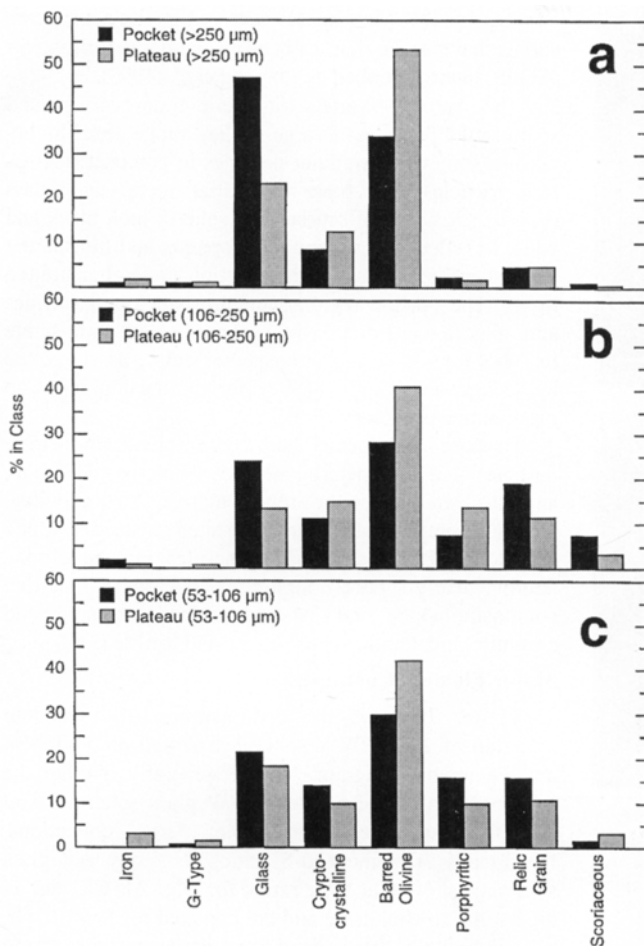 60
50
40
30
20
10
Pocket (>250 µm)
Plateau (>250 µm)
a
60
50
40
30
20
10
Pocket (106-250 µm)
Plateau (106-250 µm)
b
% in Class
60
50
40
30
20
10
0
Pocket (53-106 µm)
Plateau (53-106 µm)
c
Iron
G-Type
Glass
Crypto-
crystalline
Barred
Olivine
Porphyritic
Relic
Grain
Scoriaceous